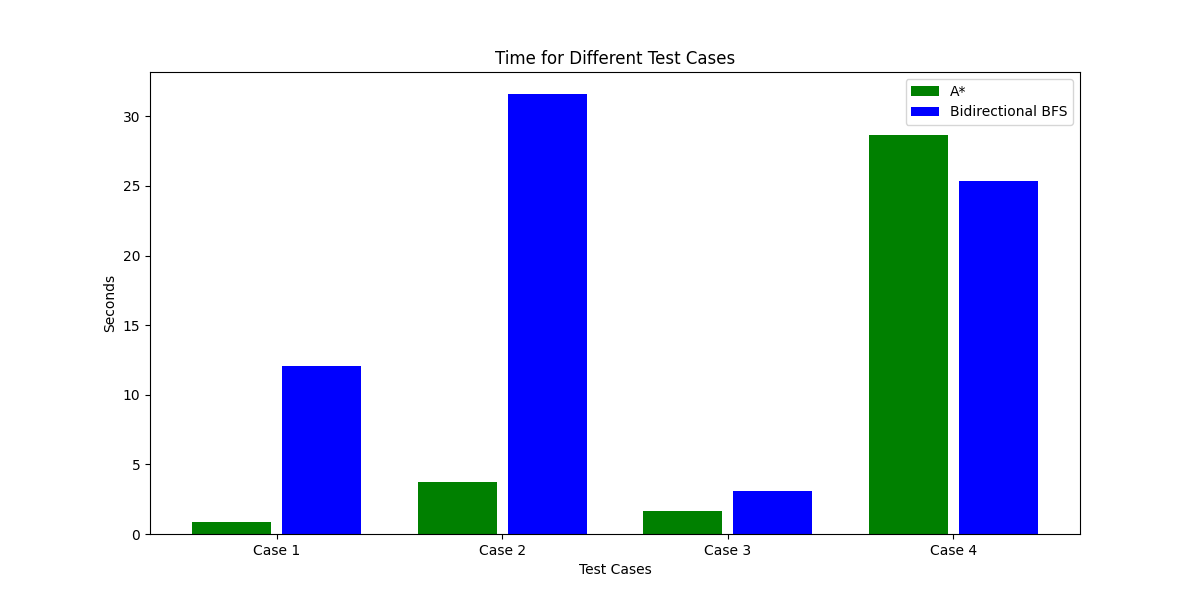 Time for Different Test Cases
A*
Bidirectional BFS
Seconds
30
25
20
15
10
5
0
Case 1
Case 2
Case 3
Case 4
Test Cases